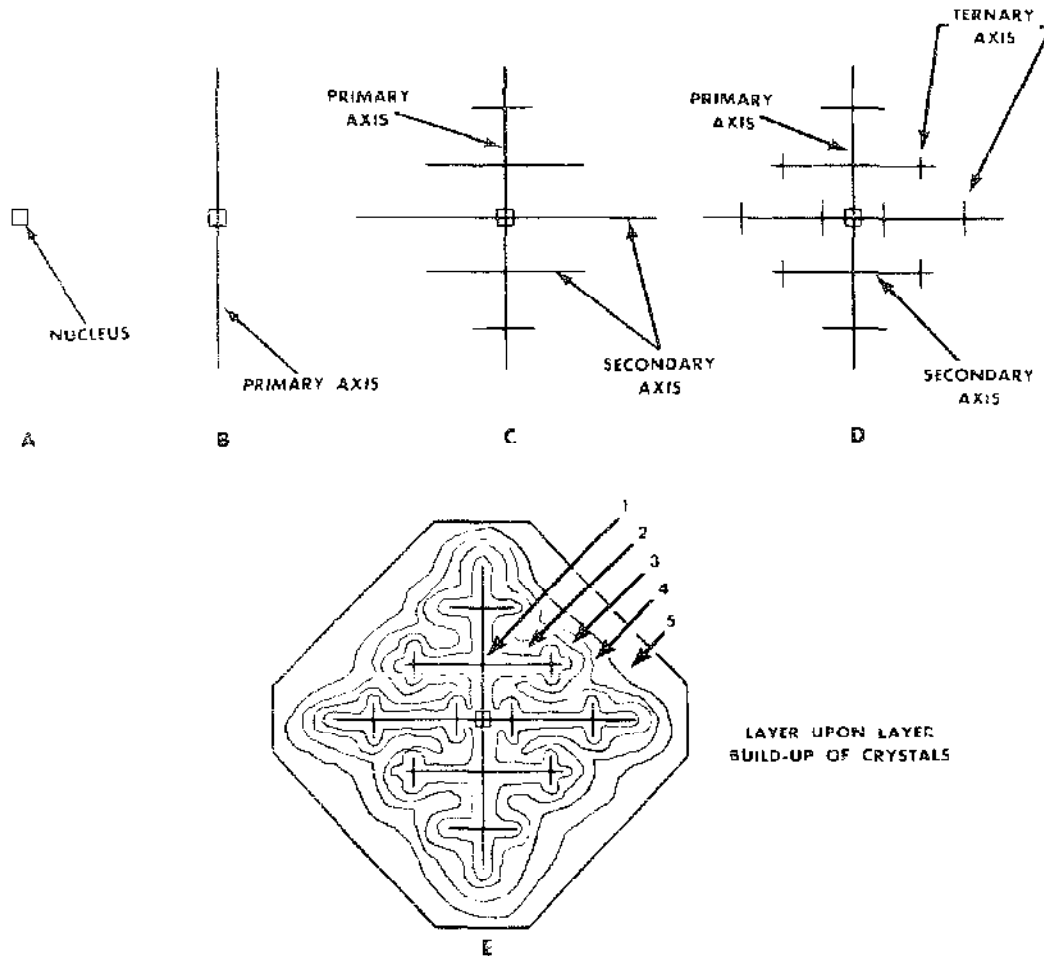 TERNARY
AXIS
PRIMARY
AXIS
PRIMARY
AXIS
NUCLEUS
PRIMARY AXIS
SECONDARY
AXIS
SECONDARY
AXIS
A
B
C
D
1
2
3
4
5
LAYER UPON LAYER
BUILD-UP OF CRYSTALS
E